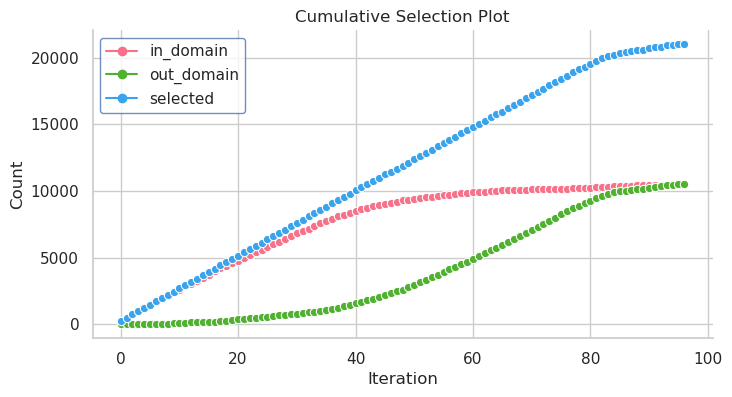 Cumulative Selection Plot
in_domain
out_domain
selected
Count
20000
15000
10000
5000
0
0 20 40 60 80 100
Iteration